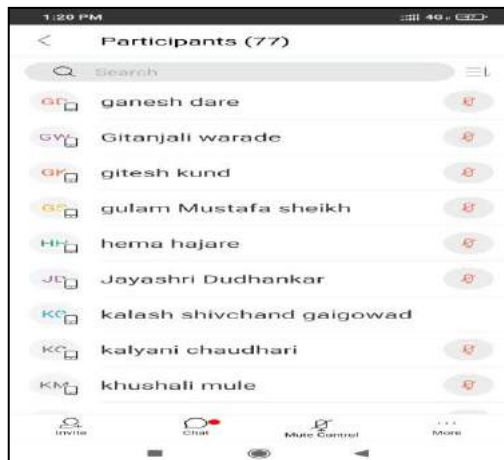 1:20 PM 4G
Participants (77)
Search
GD ganesh dare
GW Gitanjali warade
GK gitesh kund
GS gulam Mustafa sheikh
HH hema hajare
JD Jayashri Dudhankar
KG kalash shivchand gaigowad
KC kalyani chaudhari
KM khushali mule
Invite Chat Mute Control More